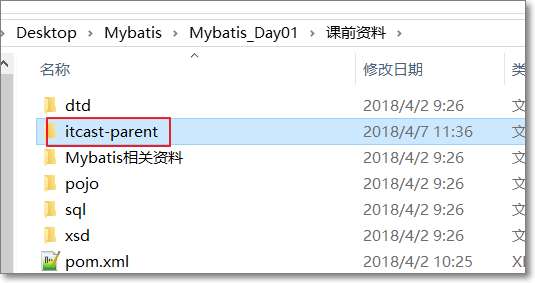 Desktop > Mybatis > Mybatis_Day01 > 课前资料 >
名称 修改日期 类
dtd 2018/4/2 9:26 文
itcast-parent 2018/4/7 11:36 文
Mybatis相关资料 2018/4/2 9:26 文
pojo 2018/4/2 9:26 文
sql 2018/4/2 9:26 文
xsd 2018/4/2 9:26 文
pom.xml 2018/4/2 10:25 XI